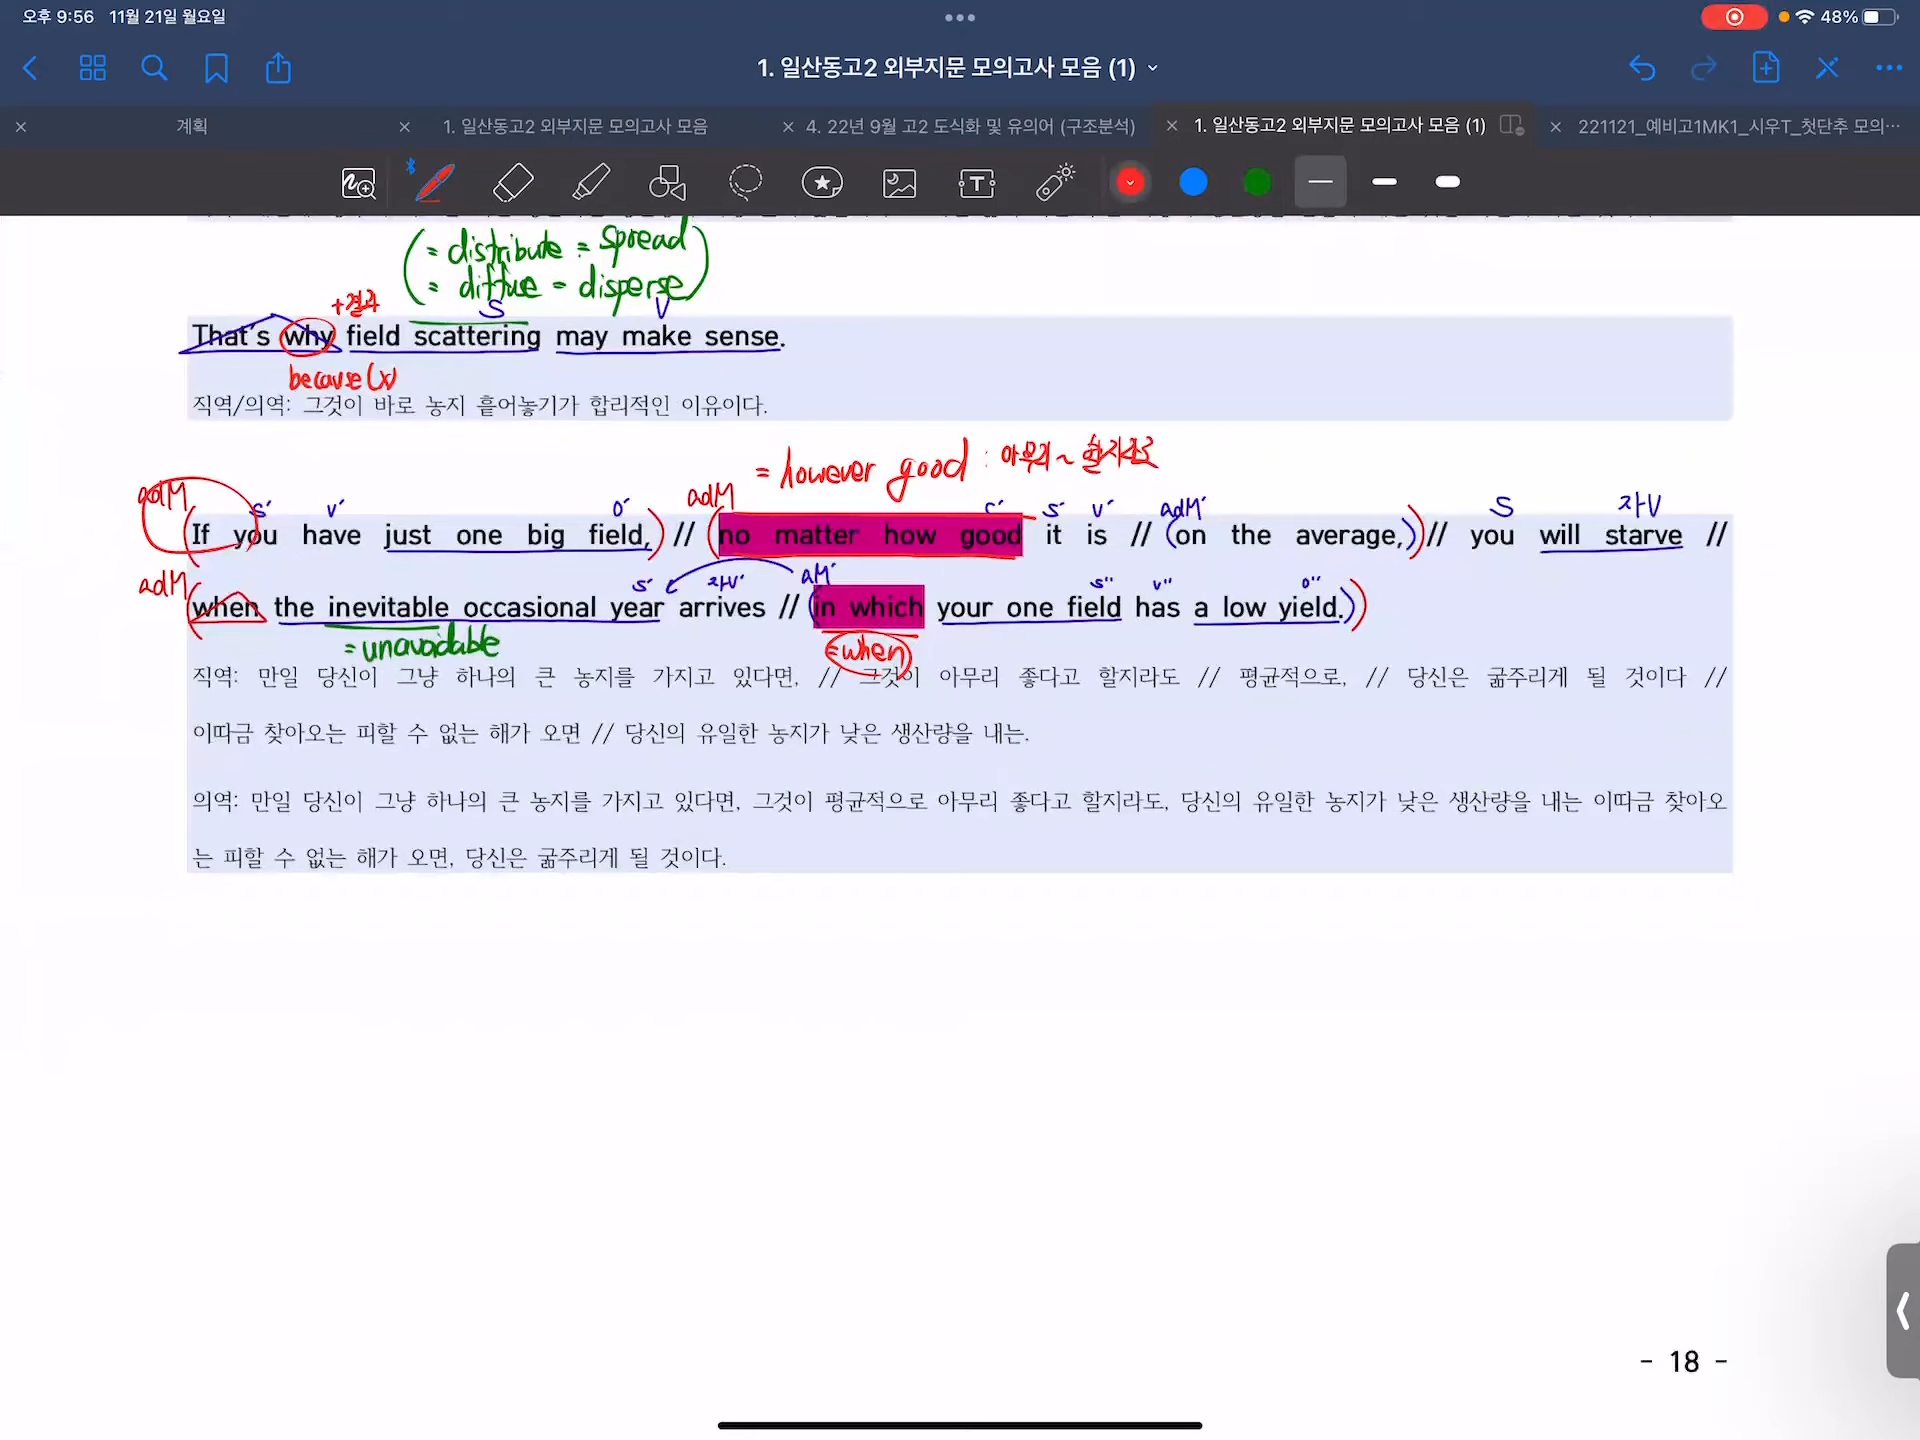 오후 9:56 11월 21일 월요일
48%
1. 일산동고2 외부지문 모의고사 모음 (1)
계획
1. 일산동고2 외부지문 모의고사 모음
4. 22년 9월 고2 도식화 및 유의어 (구조분석)
1. 일산동고2 외부지문 모의고사 모음 (1)
221121_예비고1MK1_시우T_첫단추 모의…
(= distribute = spread
= diffuse = disperse)
+결과 S V
That's why field scattering may make sense.
because(x)
직역/의역: 그것이 바로 농지 흩어놓기가 합리적인 이유이다.
= however good : 아무리 ~ 할지라도
adM S' V' O' adM C' S' V' adM' S 자V
(If you have just one big field,) // (no matter how good it is // (on the average,)) // you will starve //
adM S' 자V' aM' S'' V'' O''
(when the inevitable occasional year arrives // (in which your one field has a low yield.))
= unavoidable =when
직역: 만일 당신이 그냥 하나의 큰 농지를 가지고 있다면, // 그것이 아무리 좋다고 할지라도 // 평균적으로, // 당신은 굶주리게 될 것이다 //
이따금 찾아오는 피할 수 없는 해가 오면 // 당신의 유일한 농지가 낮은 생산량을 내는.
의역: 만일 당신이 그냥 하나의 큰 농지를 가지고 있다면, 그것이 평균적으로 아무리 좋다고 할지라도, 당신의 유일한 농지가 낮은 생산량을 내는 이따금 찾아오
는 피할 수 없는 해가 오면, 당신은 굶주리게 될 것이다.
- 18 -